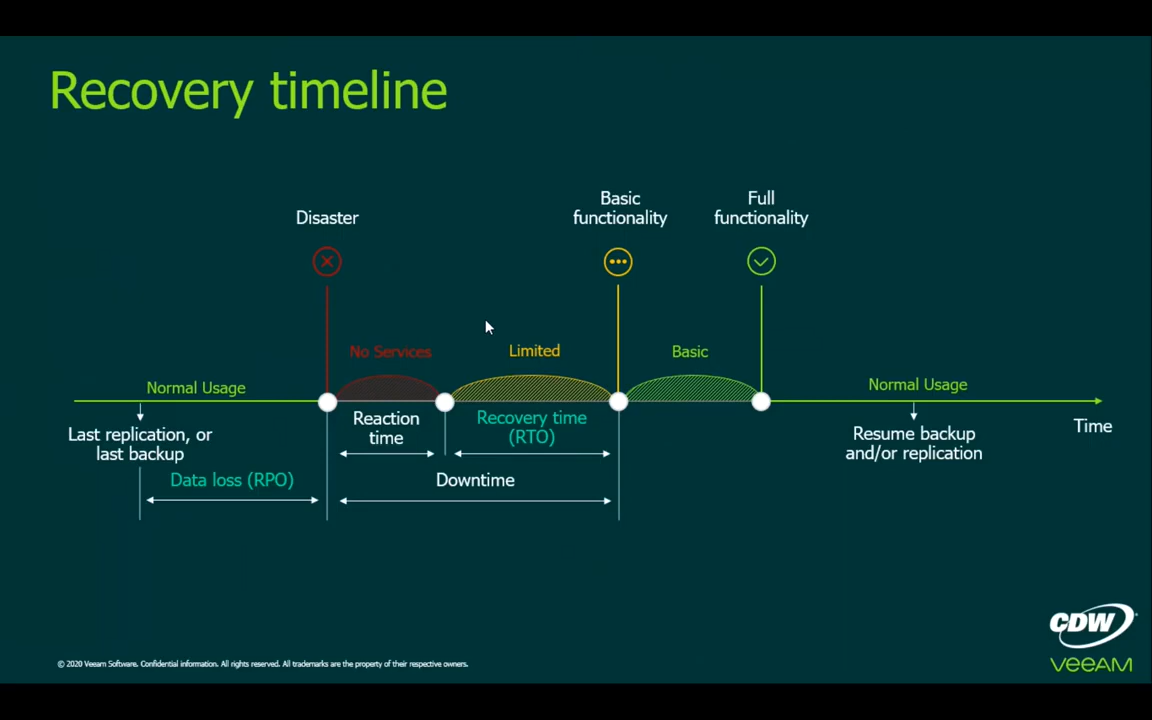 Recovery timeline
Disaster
Basic
functionality
Full
functionality
No Services
Limited
Basic
Normal Usage
Normal Usage
Last replication, or
last backup
Reaction
time
Recovery time
(RTO)
Resume backup
and/or replication
Time
Data loss (RPO)
Downtime
CDW
veeam
© 2020 Veeam Software. Confidential information. All rights reserved. All trademarks are the property of their respective owners.